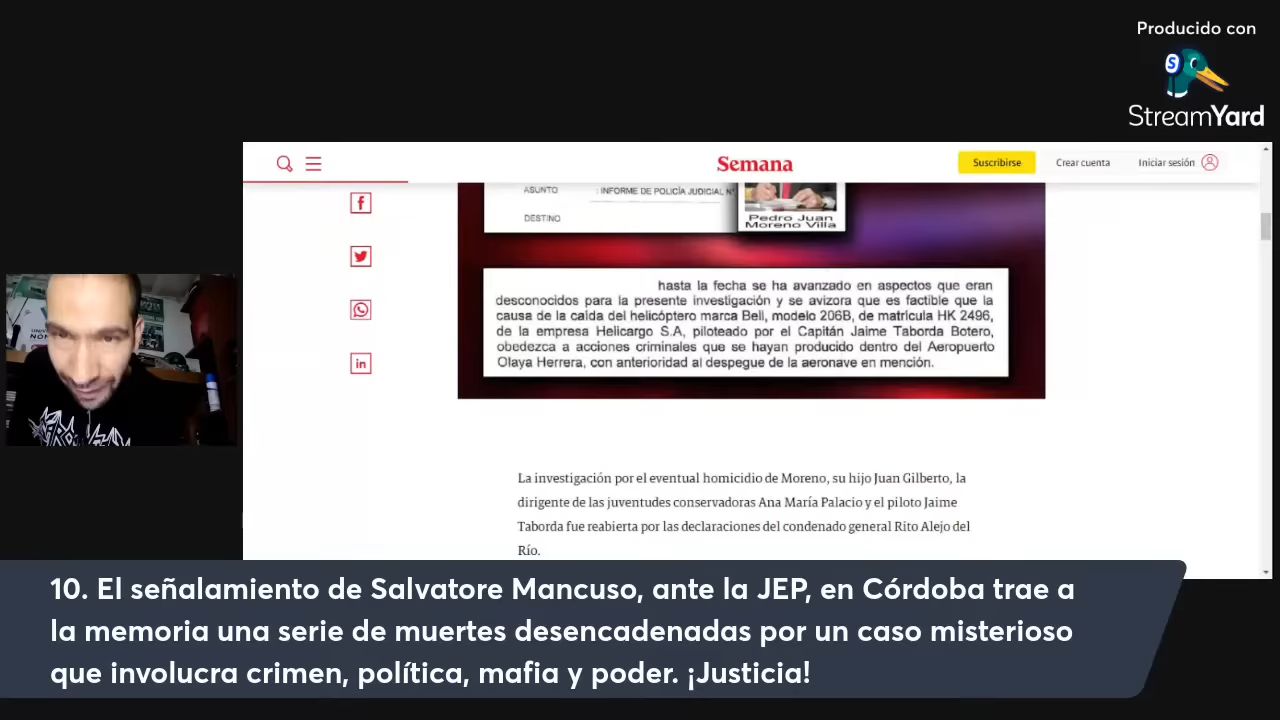 Producido con
StreamYard
Semana
Suscribirse
Crear cuenta
Iniciar sesión
ASUNTO : INFORME DE POLICÍA JUDICIAL N°
DESTINO
Pedro Juan
Moreno Villa
hasta la fecha se ha avanzado en aspectos que eran
desconocidos para la presente investigación y se avizora que es factible que la
causa de la caída del helicóptero marca Bell, modelo 206B, de matrícula HK 2496,
de la empresa Helicargo S.A, piloteado por el Capitán Jaime Taborda Botero,
obedezca a acciones criminales que se hayan producido dentro del Aeropuerto
Olaya Herrera, con anterioridad al despegue de la aeronave en mención.
La investigación por el eventual homicidio de Moreno, su hijo Juan Gilberto, la
dirigente de las juventudes conservadoras Ana María Palacio y el piloto Jaime
Taborda fue reabierta por las declaraciones del condenado general Rito Alejo del
Río.
10. El señalamiento de Salvatore Mancuso, ante la JEP, en Córdoba trae a
la memoria una serie de muertes desencadenadas por un caso misterioso
que involucra crimen, política, mafia y poder. ¡Justicia!